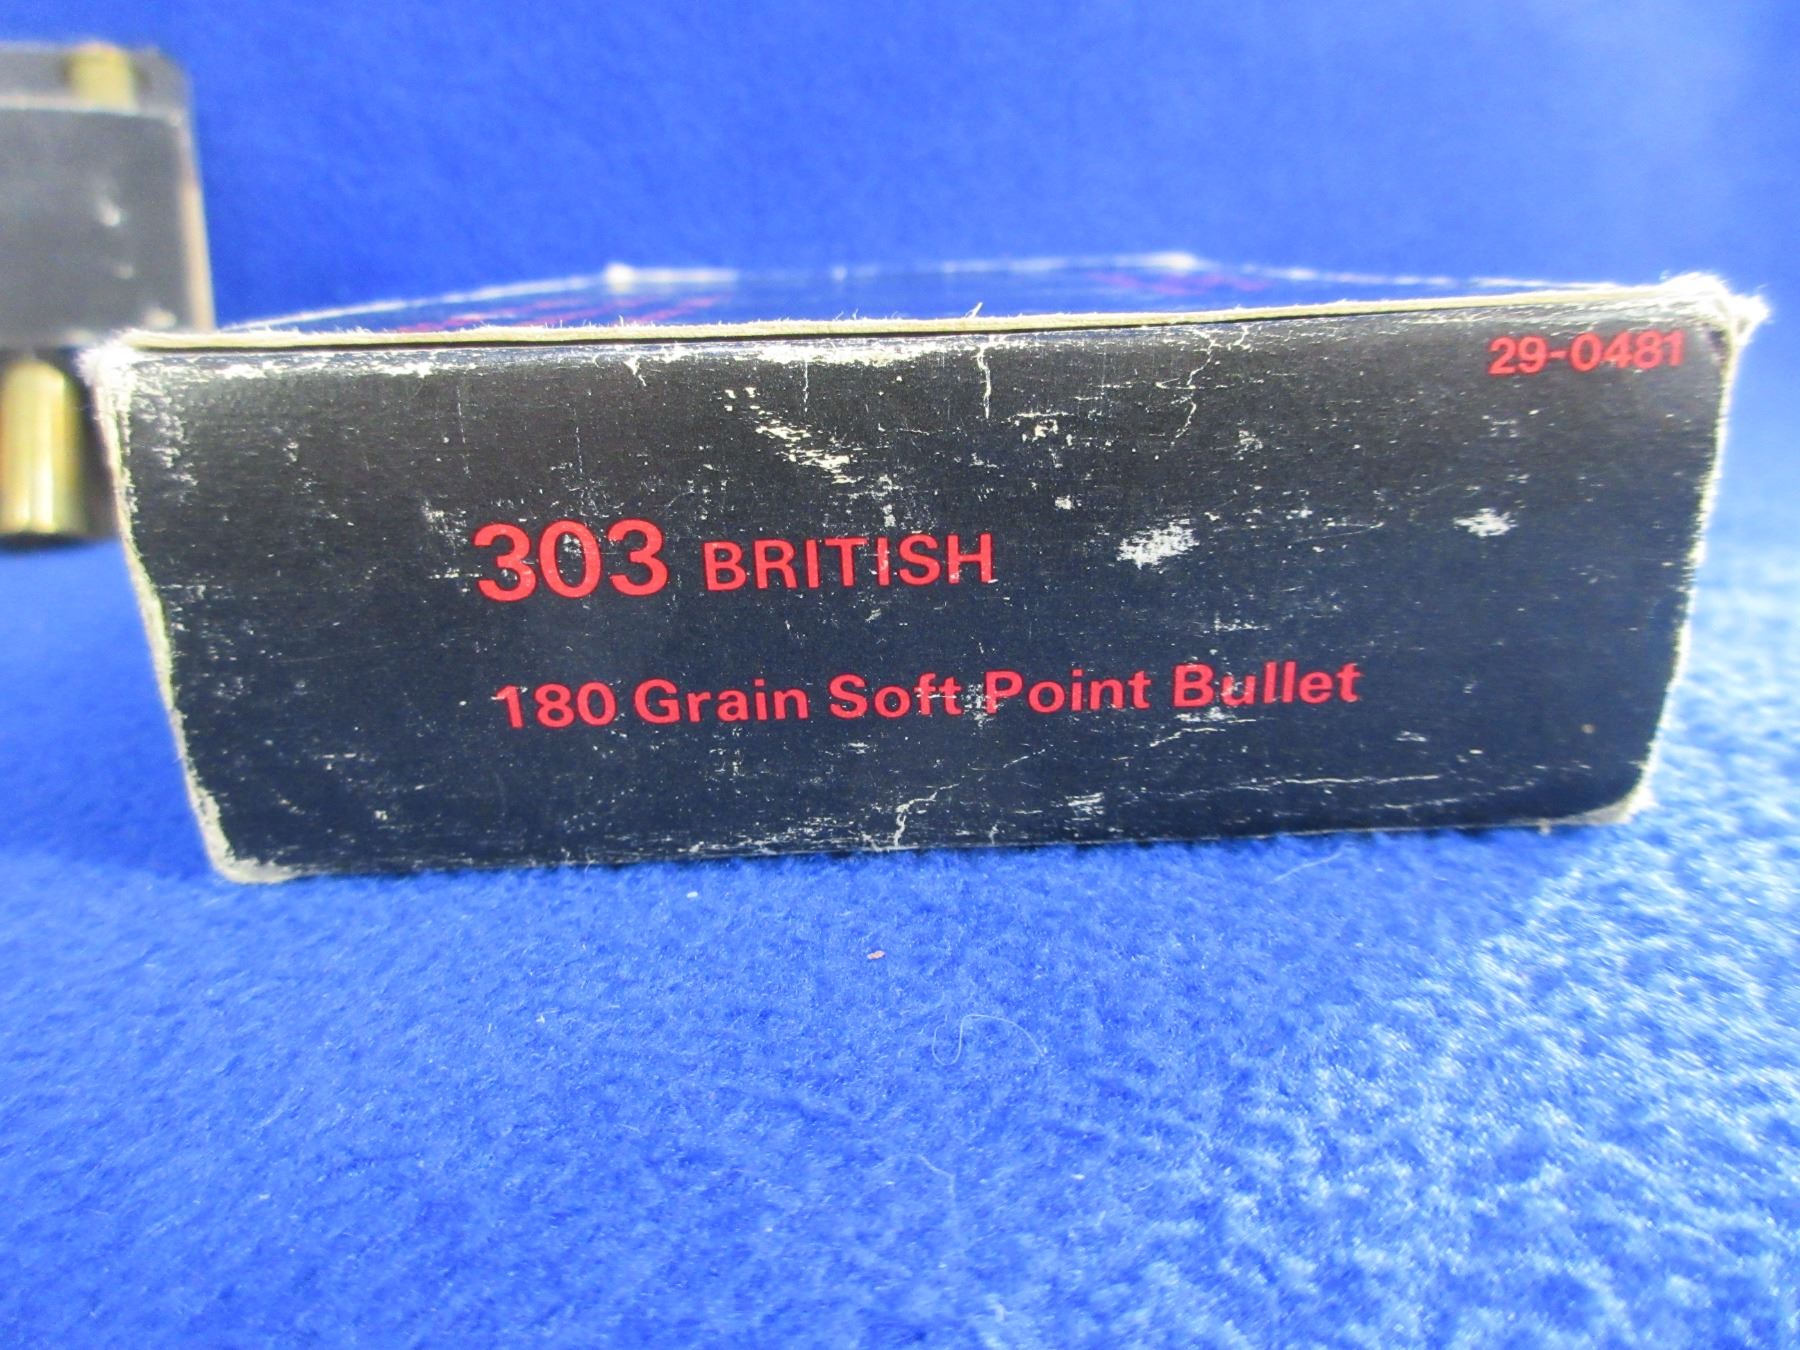 29-0481
303 BRITISH
180 Grain Soft Point Bullet